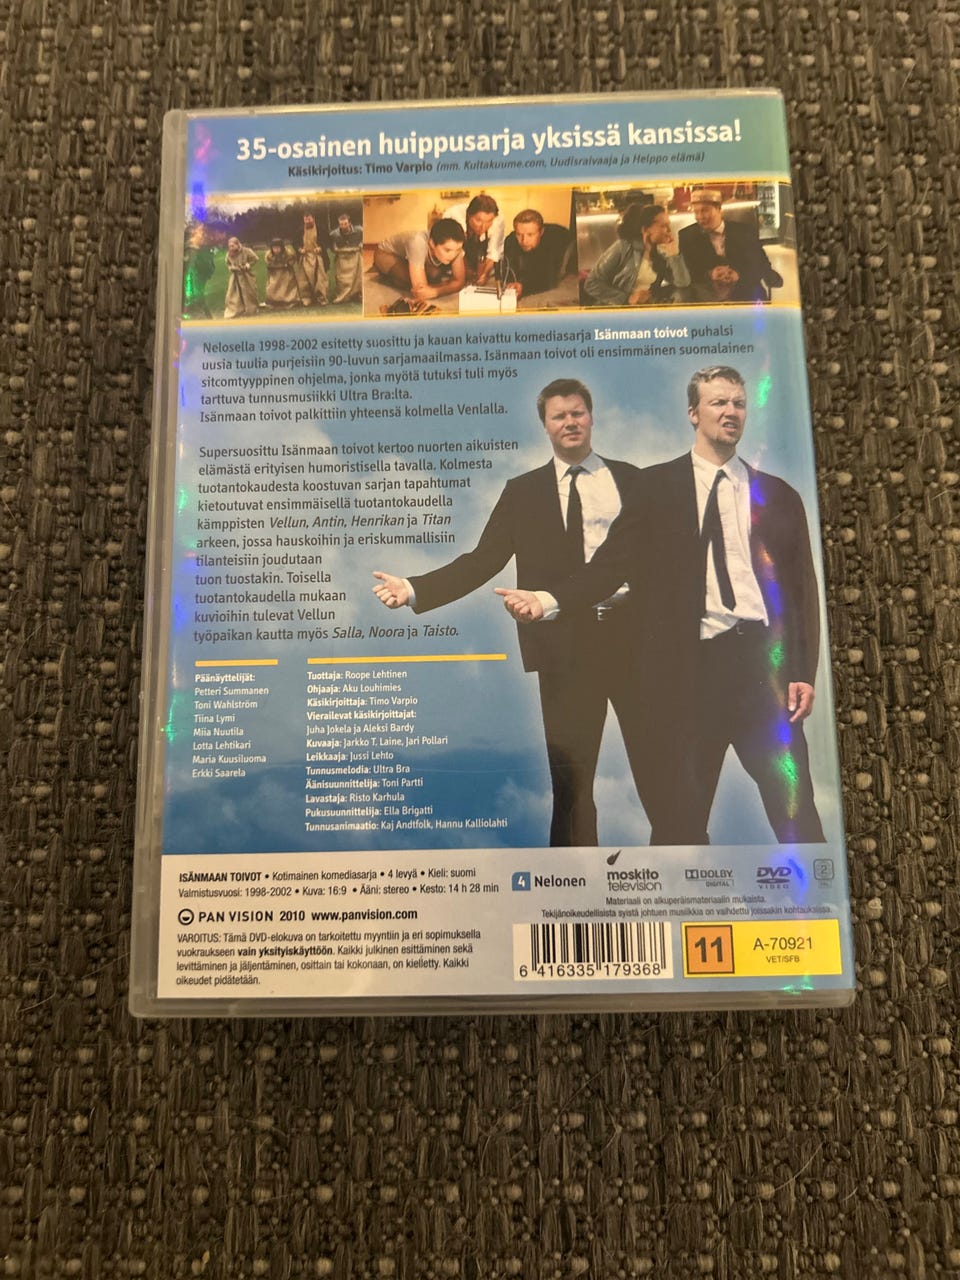 35-osainen huippusarja yksissä kansissa!
Käsikirjoitus: Timo Varpio (mm. Kultakuume.com, Uudisraivaaja ja Helppo elämä)
Nelosella 1998-2002 esitetty suosittu ja kauan kaivattu komediasarja Isänmaan toivot puhalsi
uusia tuulia purjeisiin 90-luvun sarjamaailmassa. Isänmaan toivot oli ensimmäinen suomalainen
sitcomtyyppinen ohjelma, jonka myötä tutuksi tuli myös
tarttuva tunnusmusiikki Ultra Bra:lta.
Isänmaan toivot palkittiin yhteensä kolmella Venlalla.
Supersuosittu Isänmaan toivot kertoo nuorten aikuisten
elämästä erityisen humoristisella tavalla. Kolmesta
tuotantokaudesta koostuvan sarjan tapahtumat
kietoutuvat ensimmäisellä tuotantokaudella
kämppisten Vellun, Antin, Henrikan ja Titan
arkeen, jossa hauskoihin ja eriskummallisiin
tilanteisiin joudutaan
tuon tuostakin. Toisella
tuotantokaudella mukaan
kuvioihin tulevat Vellun
työpaikan kautta myös Salla, Noora ja Taisto.
Päänäyttelijät:
Petteri Summanen
Toni Wahlström
Tiina Lymi
Miia Nuutila
Lotta Lehtikari
Maria Kuusiluoma
Erkki Saarela
Tuottaja: Roope Lehtinen
Ohjaaja: Aku Louhimies
Käsikirjoittaja: Timo Varpio
Vierailevat käsikirjoittajat:
Juha Jokela ja Aleksi Bardy
Kuvaaja: Jarkko T. Laine, Jari Pollari
Leikkaaja: Jussi Lehto
Tunnusmelodia: Ultra Bra
Äänisuunnittelija: Toni Partti
Lavastaja: Risto Karhula
Pukusuunnittelija: Ella Brigatti
Tunnusanimaatio: Kaj Andtfolk, Hannu Kalliolahti
ISÄNMAAN TOIVOT • Kotimainen komediasarja • 4 levyä • Kieli: suomi
Valmistusvuosi: 1998-2002 • Kuva: 16:9 • Ääni: stereo • Kesto: 14 h 28 min
PAN VISION 2010 www.panvision.com
VAROITUS: Tämä DVD-elokuva on tarkoitettu myyntiin ja eri sopimuksella
vuokraukseen vain yksityiskäyttöön. Kaikki julkinen esittäminen sekä
levittäminen ja jäljentäminen, osittain tai kokonaan, on kielletty. Kaikki
oikeudet pidätetään.
4 Nelonen
moskito
television
DOLBY
DIGITAL
DVD
VIDEO
2
PAL
Materiaali on alkuperäismateriaalin mukaista.
Tekijänoikeudellisista syistä johtuen musiikkia on vaihdettu joissakin kohtauksissa.
6 416335 179368
11
A-70921
VET/SFB